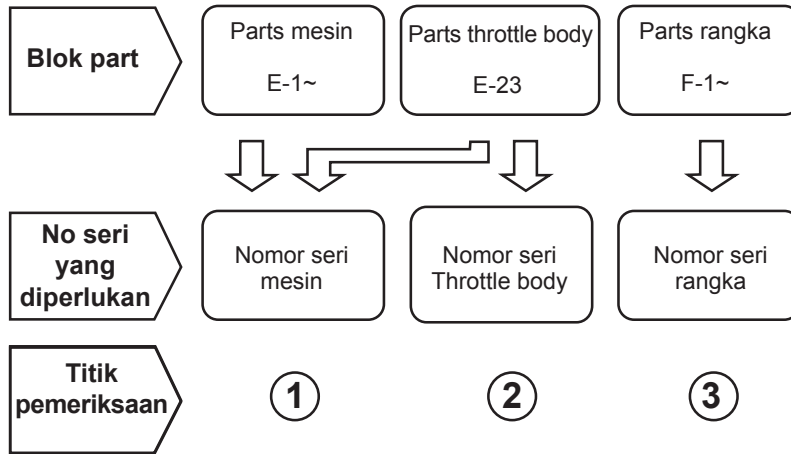 Blok part
Parts mesin
E-1~
Parts throttle body
E-23
Parts rangka
F-1~
No seri
yang
diperlukan
Nomor seri
mesin
Nomor seri
Throttle body
Nomor seri
rangka
Titik
pemeriksaan
1
2
3